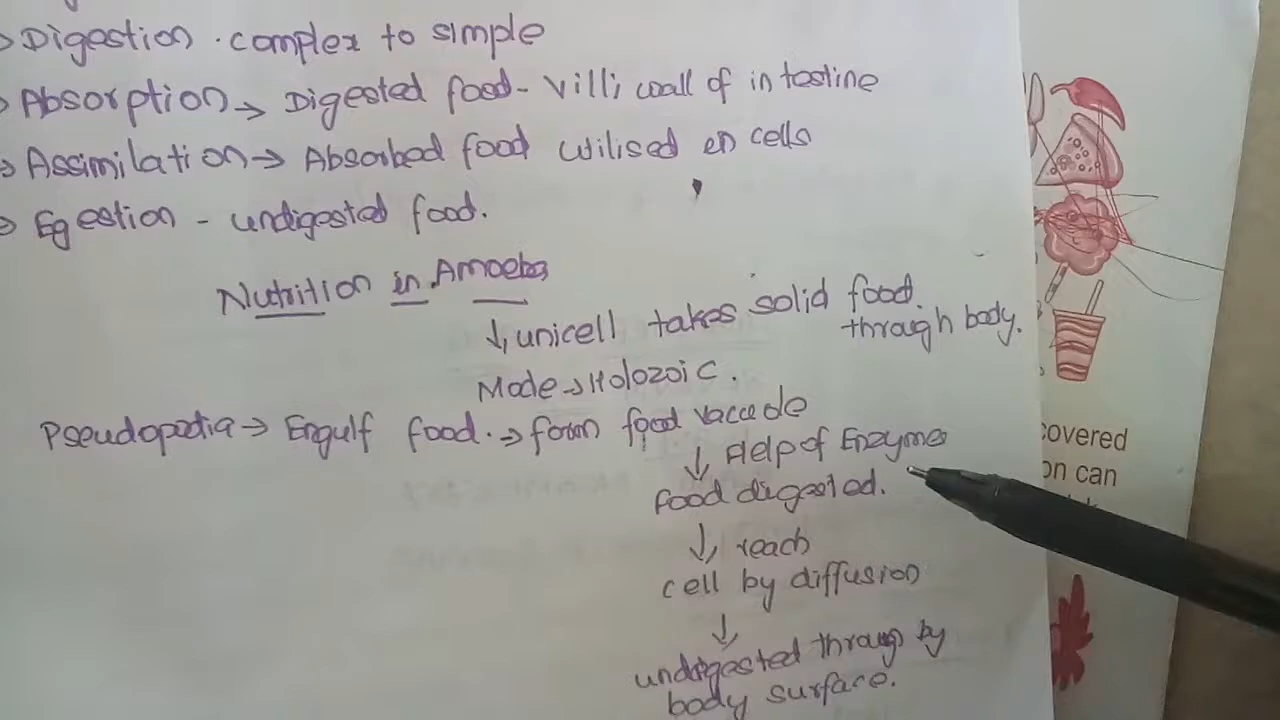 Digestion . complex to simple
Absorption → Digested food - villi wall of intestine
Assimilation → Absorbed food utilised en cells
Egestion - undigested food.
Nutrition in Amoeba
↓, unicell takes solid food.
through body.
Mode → Holozoic.
Pseudopodia → Engulf food. → form food vacuole
↓ Help of Enzymes
food digested.
↓, reach
cell by diffusion
↓
undigested throug by
body surface.
covered
on can